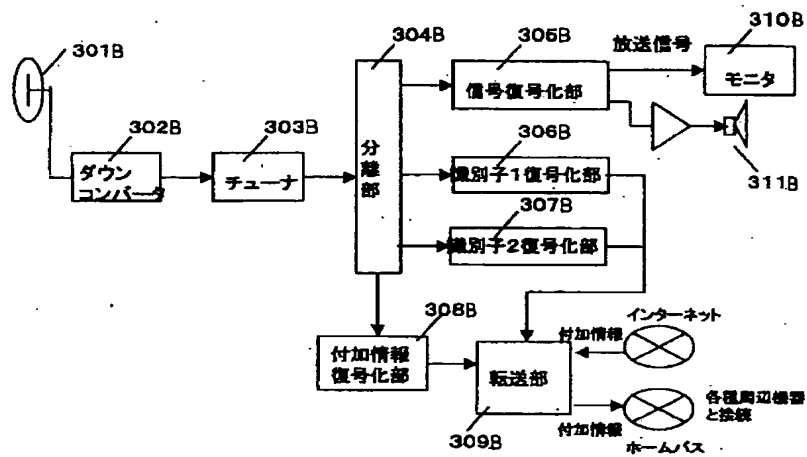 301B
302B
ダウン
コンバータ
303B
チューナ
304B
分離部
305B
信号復号化部
放送信号
310B
モニタ
311B
306B
識別子1復号化部
307B
識別子2復号化部
308B
付加情報
復号化部
転送部
309B
インターネット
付加情報
付加情報
ホームバス
各種周辺機器
と接続